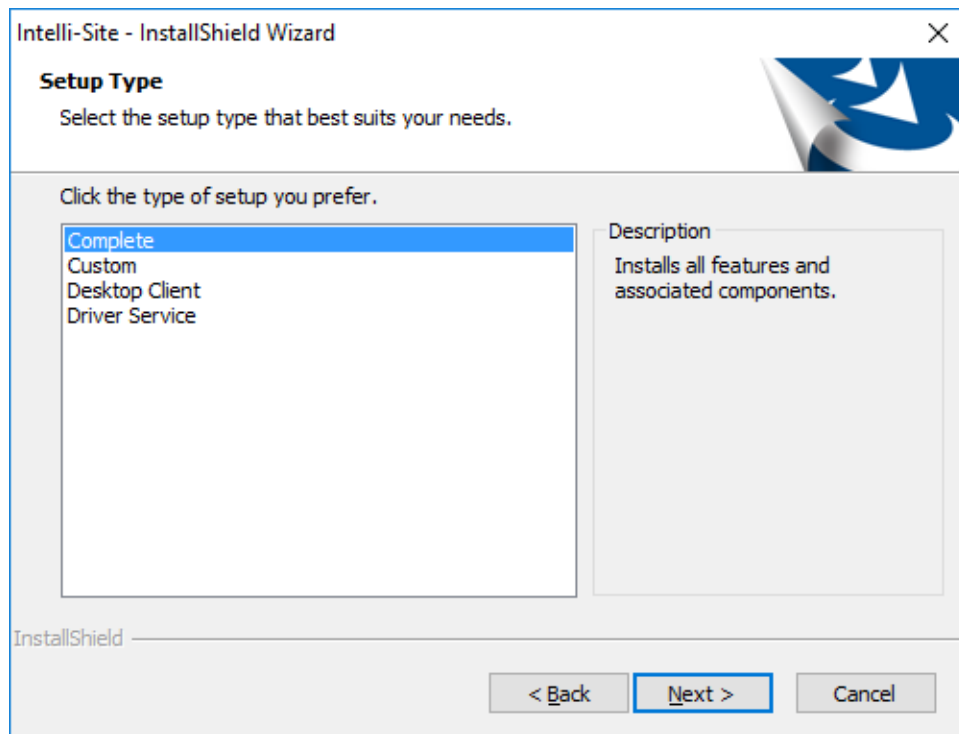 Intelli-Site - InstallShield Wizard
Setup Type
Select the setup type that best suits your needs.
Click the type of setup you prefer.
Complete
Custom
Desktop Client
Driver Service
Description
Installs all features and
associated components.
InstallShield
< Back
Next >
Cancel